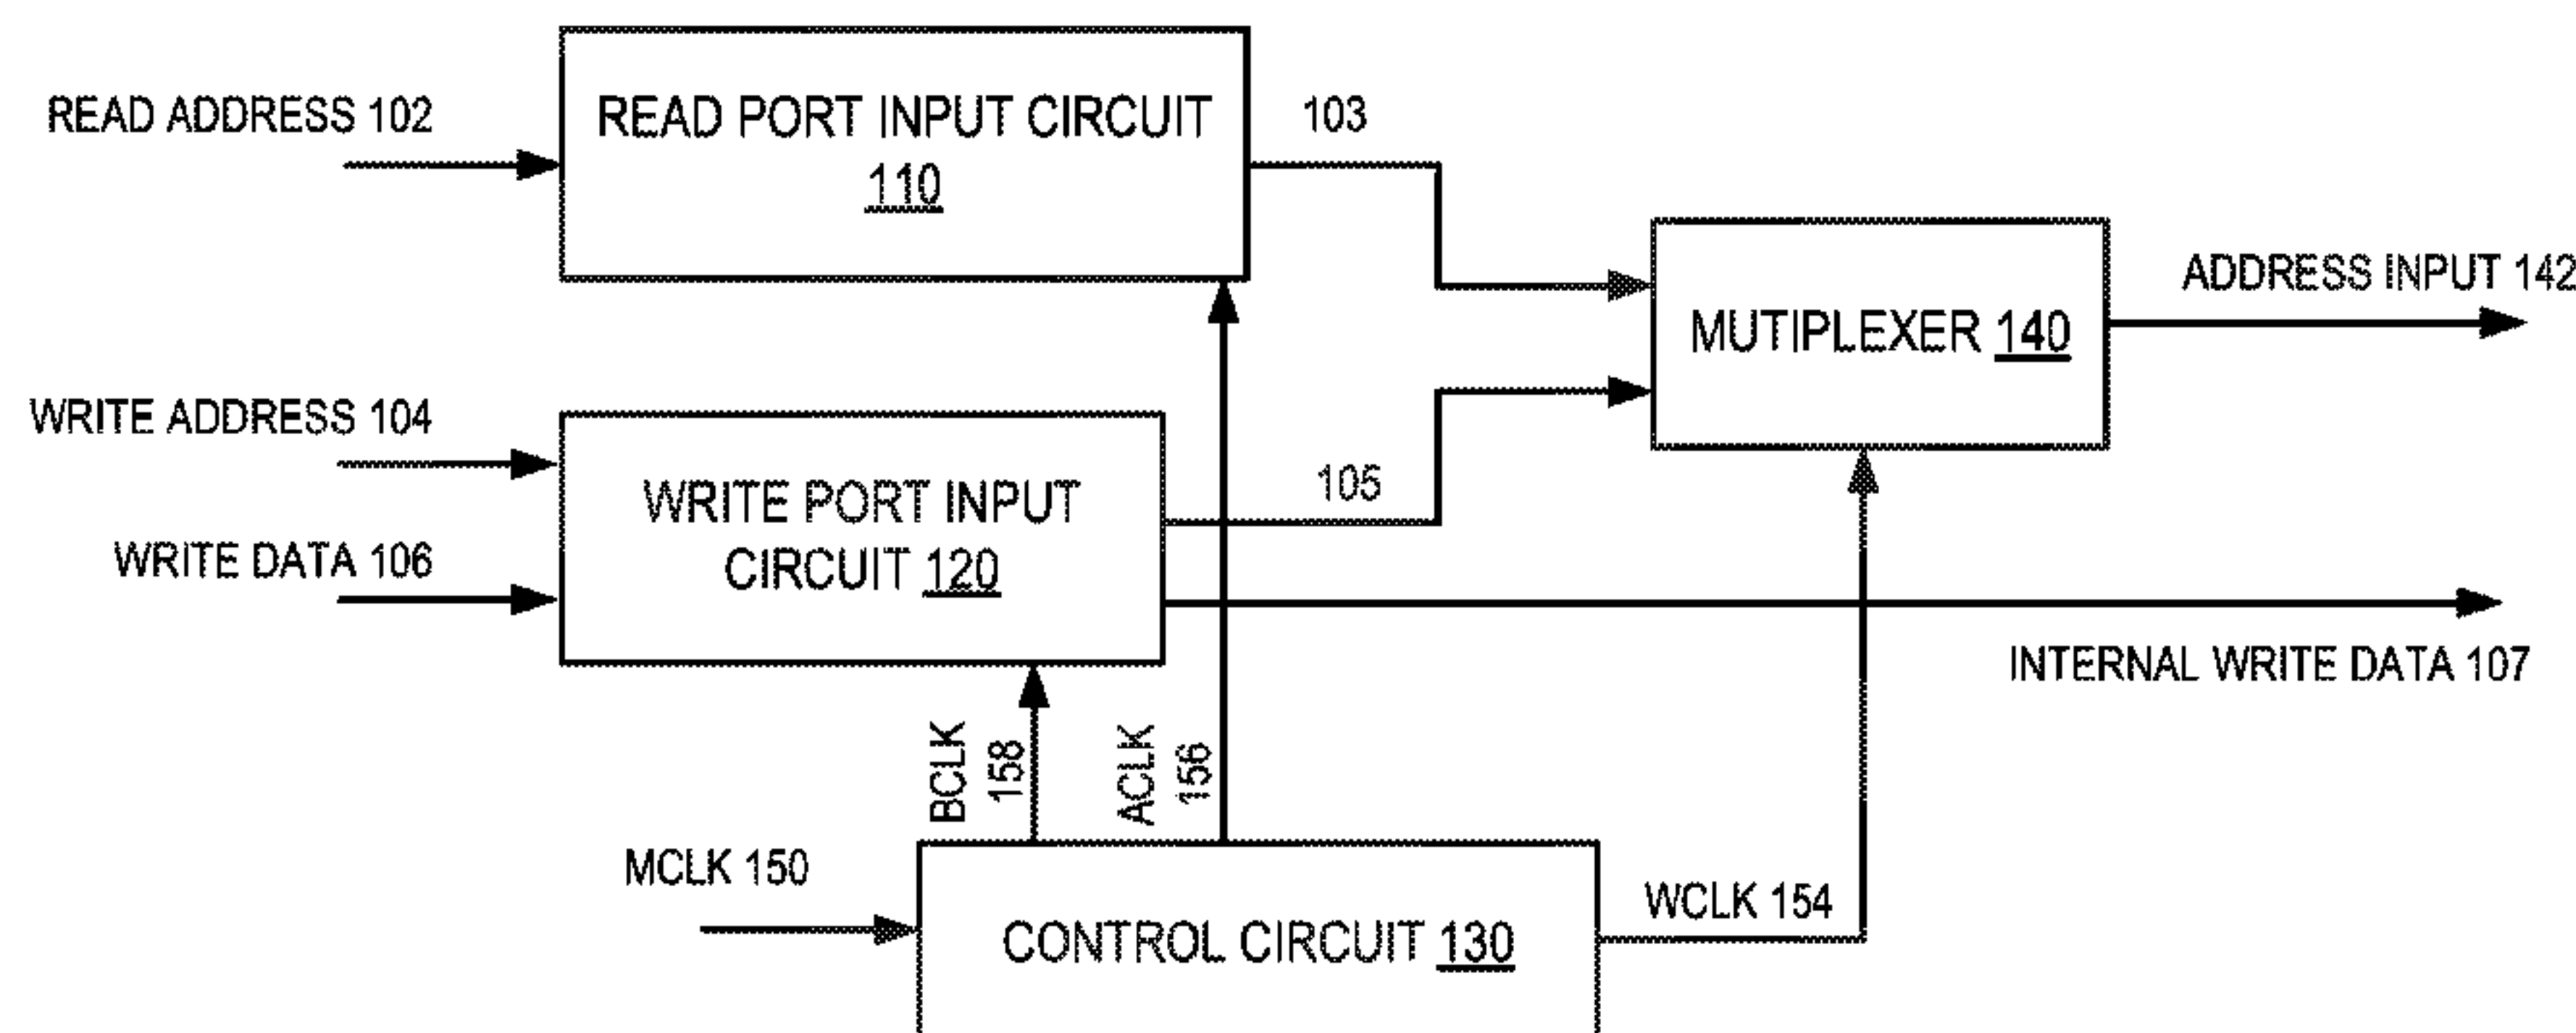 READ ADDRESS 102
READ PORT INPUT CIRCUIT
110
103
MUTIPLEXER 140
ADDRESS INPUT 142
WRITE ADDRESS 104
WRITE DATA 106
WRITE PORT INPUT
CIRCUIT 120
105
INTERNAL WRITE DATA 107
BCLK
158
ACLK
156
MCLK 150
CONTROL CIRCUIT 130
WCLK 154